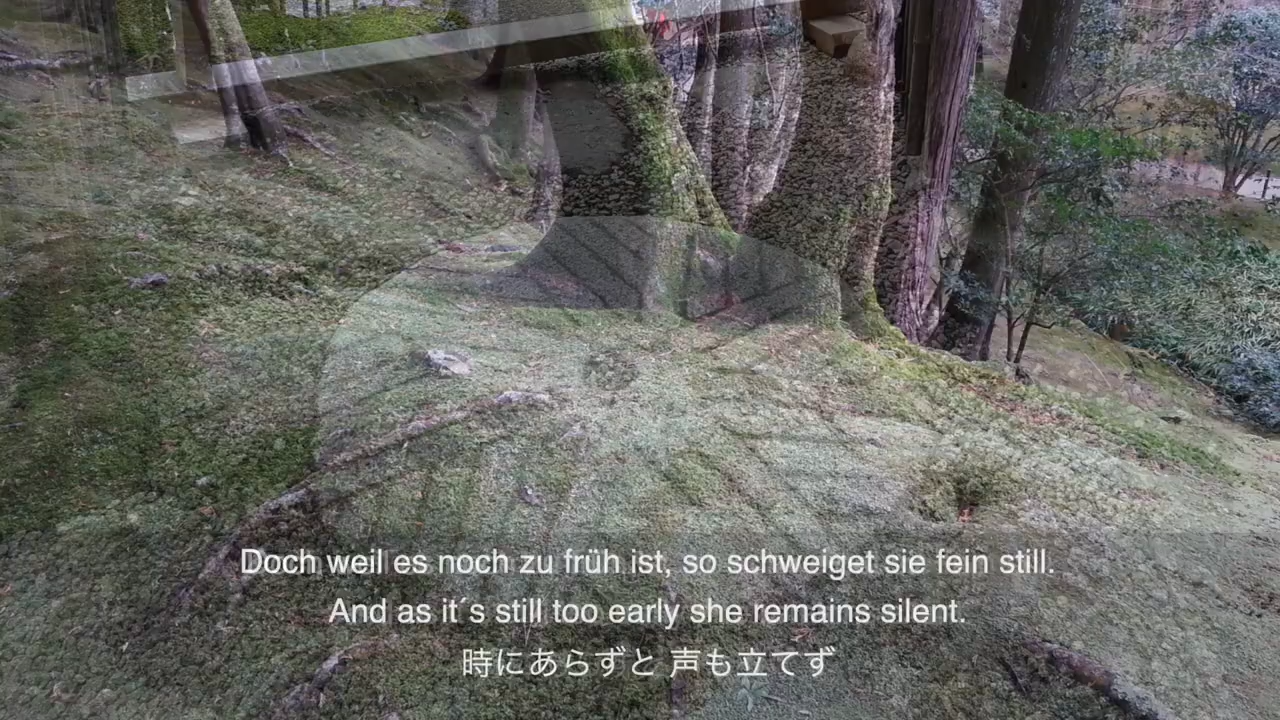 Doch weil es noch zu früh ist, so schweiget sie fein still.
And as it´s still too early she remains silent.
時にあらずと 声も立てず